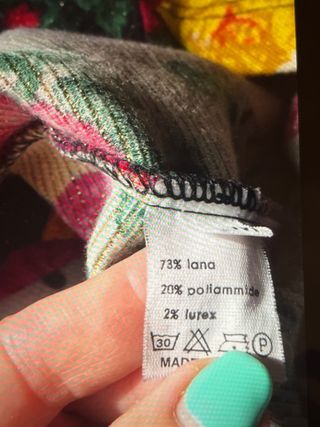 73% lana
20% poliammide
2% lurex
30
P
MADE